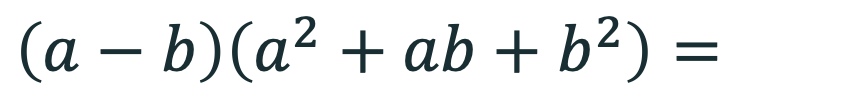 (a − b)(a² + ab + b²) =